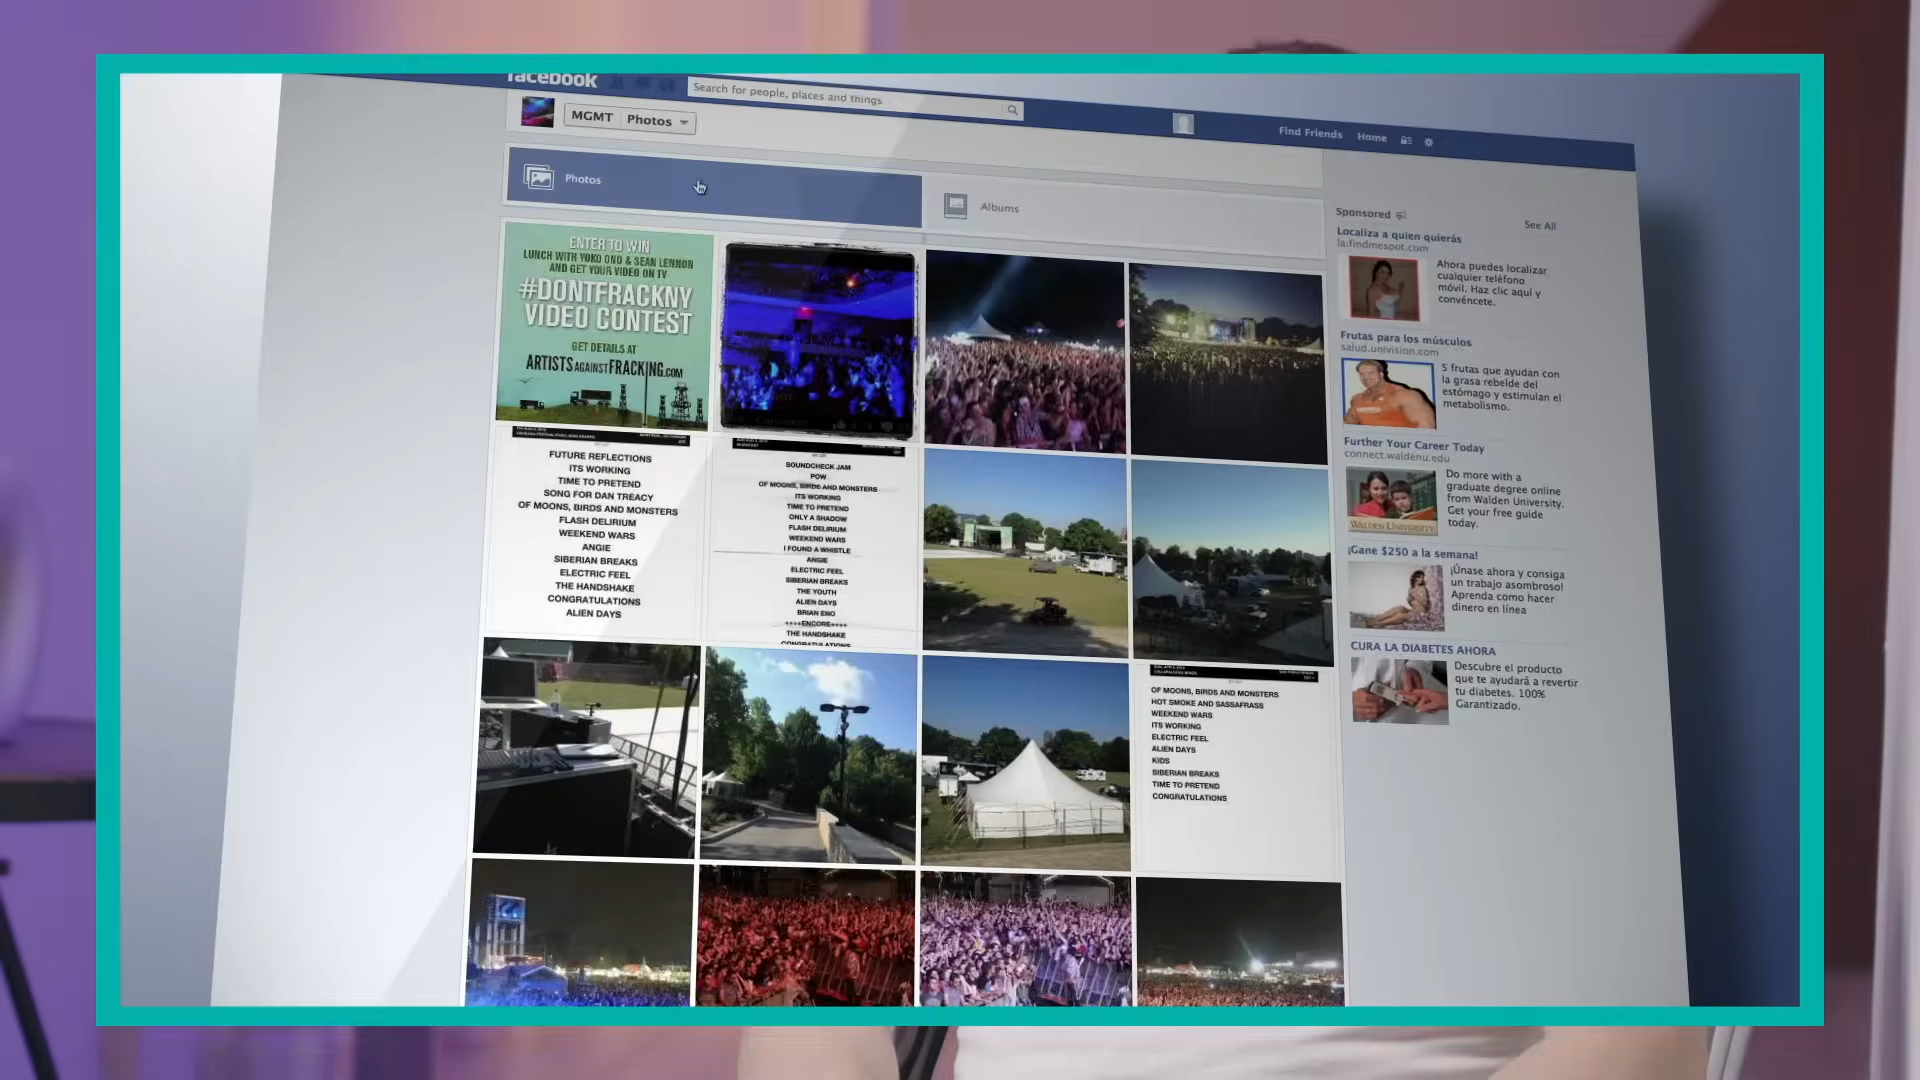 facebook
Search for people, places and things
Find Friends
Home
MGMT
Photos
Photos
Albums
ENTER TO WIN
LUNCH WITH YOKO ONO & SEAN LENNON
AND GET YOUR VIDEO ON TV
#DONTFRACKNY
VIDEO CONTEST
GET DETAILS AT
ARTISTSAGAINSTFRACKING.COM
FUTURE REFLECTIONS
ITS WORKING
TIME TO PRETEND
SONG FOR DAN TREACY
OF MOONS, BIRDS AND MONSTERS
FLASH DELIRIUM
WEEKEND WARS
ANGIE
SIBERIAN BREAKS
ELECTRIC FEEL
THE HANDSHAKE
CONGRATULATIONS
ALIEN DAYS
SOUNDCHECK JAM
POW
OF MOONS, BIRDS AND MONSTERS
ITS WORKING
TIME TO PRETEND
ONLY A SHADOW
FLASH DELIRIUM
WEEKEND WARS
I FOUND A WHISTLE
ANGIE
ELECTRIC FEEL
SIBERIAN BREAKS
THE YOUTH
ALIEN DAYS
BRIAN ENO
++++ENCORE++++
THE HANDSHAKE
CONGRATULATIONS
OF MOONS, BIRDS AND MONSTERS
HOT SMOKE AND SASSAFRASS
WEEKEND WARS
ITS WORKING
ELECTRIC FEEL
ALIEN DAYS
KIDS
SIBERIAN BREAKS
TIME TO PRETEND
CONGRATULATIONS
Sponsored
See All
Localiza a quien quierás
la.findmespot.com
Ahora puedes localizar
cualquier teléfono
móvil. Haz clic aquí y
convéncete.
Frutas para los músculos
salud.univision.com
5 frutas que ayudan con
la grasa rebelde del
estómago y estimulan el
metabolismo.
Further Your Career Today
connect.waldenu.edu
WALDEN UNIVERSITY
Do more with a
graduate degree online
from Walden University.
Get your free guide
today.
¡Gane $250 a la semana!
¡Únase ahora y consiga
un trabajo asombroso!
Aprenda como hacer
dinero en línea
CURA LA DIABETES AHORA
Descubre el producto
que te ayudará a revertir
tu diabetes. 100%
Garantizado.